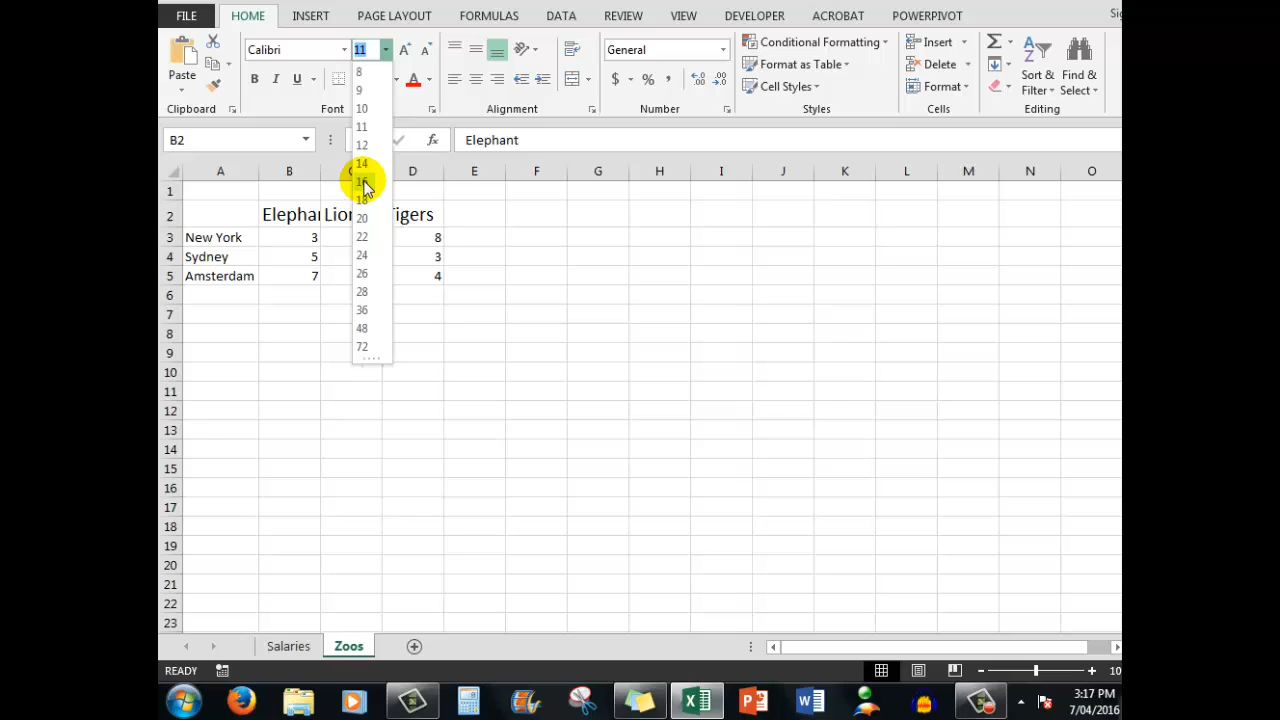 FILE HOME INSERT PAGE LAYOUT FORMULAS DATA REVIEW VIEW DEVELOPER ACROBAT POWERPIVOT
Calibri 11 General Conditional Formatting Insert
Format as Table Delete
Paste B I U $ % Cell Styles Format Sort & Filter Find & Select
Clipboard Font Alignment Number Styles Cells Editing
B2 fx Elephant
A B D E F G H I J K L M N O
1
2 Elephan Lion igers
3 New York 3 8
4 Sydney 5 3
5 Amsterdam 7 4
6
7
8
9
10
11
12
13
14
15
16
17
18
19
20
21
22
23
8
9
10
11
12
14
16
18
20
22
24
26
28
36
48
72
Salaries Zoos
READY 10
3:17 PM
7/04/2016